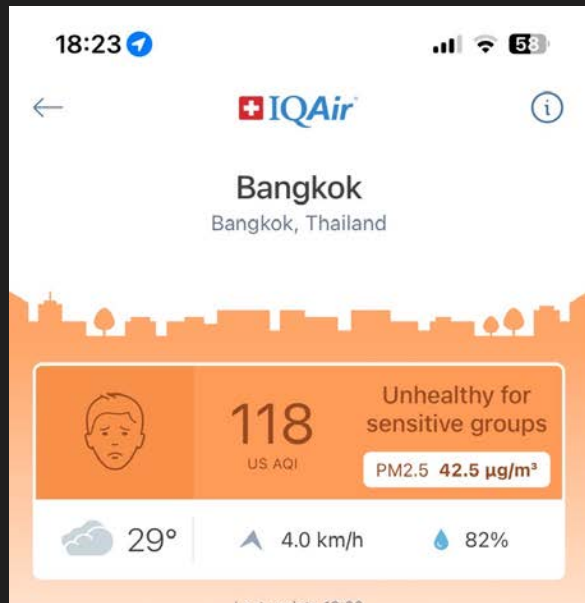 18:23
58
IQAir
Bangkok
Bangkok, Thailand
118
US AQI
Unhealthy for
sensitive groups
PM2.5 42.5 µg/m³
29°
4.0 km/h
82%